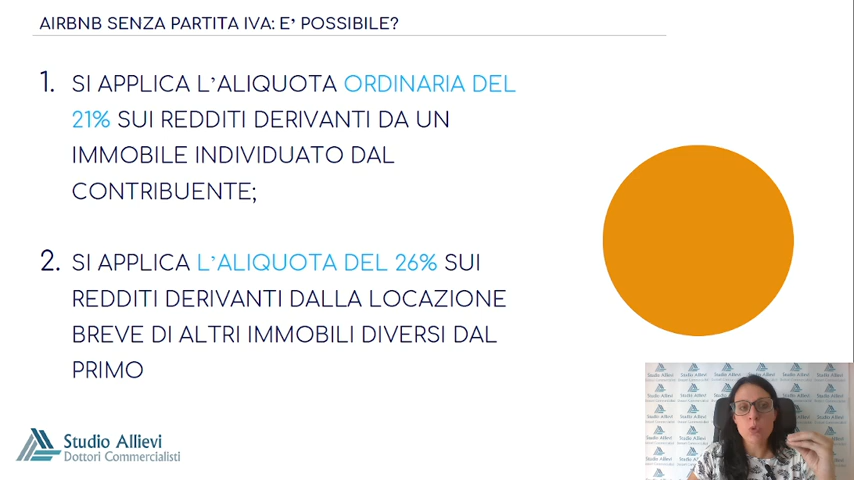 AIRBNB SENZA PARTITA IVA: E' POSSIBILE?
1. SI APPLICA L'ALIQUOTA ORDINARIA DEL
21% SUI REDDITI DERIVANTI DA UN
IMMOBILE INDIVIDUATO DAL
CONTRIBUENTE;
2. SI APPLICA L'ALIQUOTA DEL 26% SUI
REDDITI DERIVANTI DALLA LOCAZIONE
BREVE DI ALTRI IMMOBILI DIVERSI DAL
PRIMO
Studio Allievi
Dottori Commercialisti